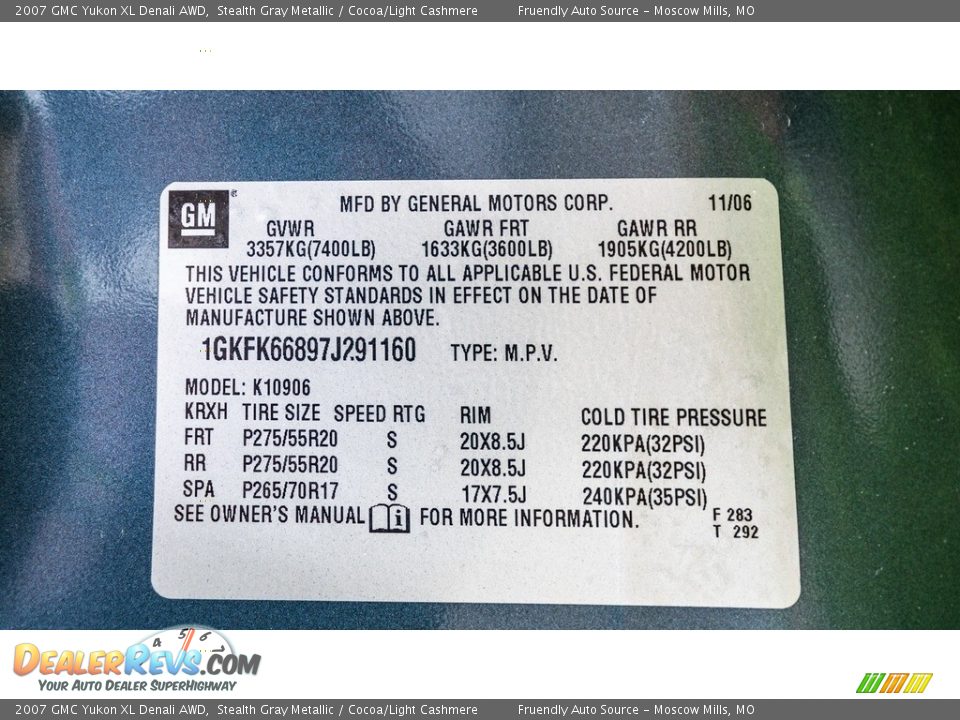 2007 GMC Yukon XL Denali AWD,  Stealth Gray Metallic / Cocoa/Light Cashmere    Fruendly Auto Source - Moscow Mills, MO
GM® MFD BY GENERAL MOTORS CORP. 11/06
GVWR GAWR FRT GAWR RR
3357KG(7400LB) 1633KG(3600LB) 1905KG(4200LB)
THIS VEHICLE CONFORMS TO ALL APPLICABLE U.S. FEDERAL MOTOR
VEHICLE SAFETY STANDARDS IN EFFECT ON THE DATE OF
MANUFACTURE SHOWN ABOVE.
1GKFK66897J291160 TYPE: M.P.V.
MODEL: K10906
KRXH TIRE SIZE SPEED RTG RIM COLD TIRE PRESSURE
FRT P275/55R20 S 20X8.5J 220KPA(32PSI)
RR P275/55R20 S 20X8.5J 220KPA(32PSI)
SPA P265/70R17 S 17X7.5J 240KPA(35PSI)
SEE OWNER'S MANUAL i FOR MORE INFORMATION. F 283
T 292
4 5 6
DEALERREVS.COM
YOUR AUTO DEALER SUPERHIGHWAY
2007 GMC Yukon XL Denali AWD,  Stealth Gray Metallic / Cocoa/Light Cashmere    Fruendly Auto Source - Moscow Mills, MO